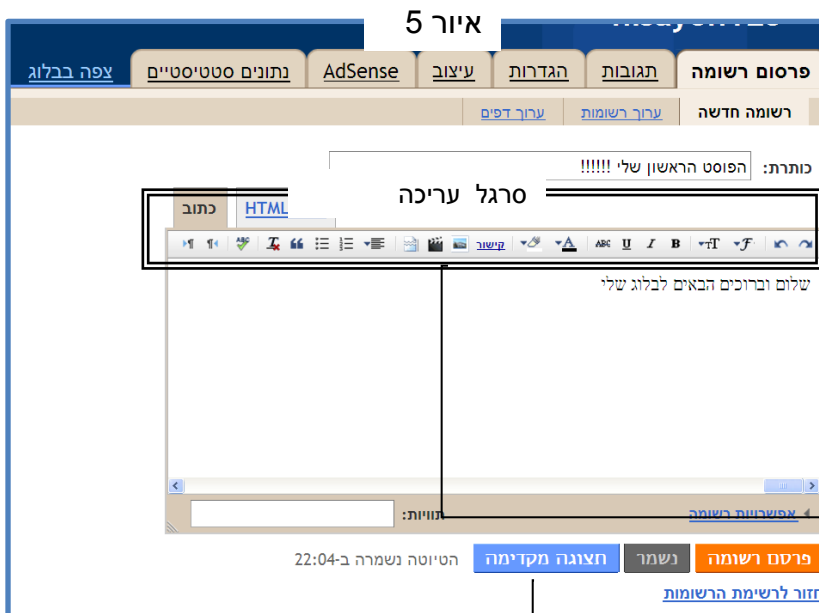 איור 5
פרסום רשומה תגובות הגדרות עיצוב AdSense נתונים סטטיסטיים צפה בבלוג
רשומה חדשה ערוך רשומות ערוך דפים
כותרת: הפוסט הראשון שלי !!!!!!
סרגל עריכה
HTML כתוב
F T B I U ABC A קישור ABC
שלום וברוכים הבאים לבלוג שלי
אפשרויות רשומה תוויות:
פרסם רשומה נשמר תצוגה מקדימה הטיוטה נשמרה ב-22:04
חזור לרשימת הרשומות